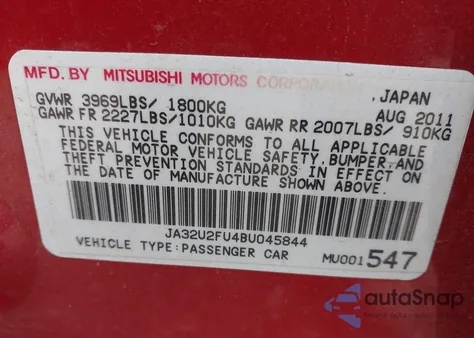 MFD. BY MITSUBISHI MOTORS CORPORATION, JAPAN
GVWR 3969LBS/ 1800KG AUG 2011
GAWR FR 2227LBS/1010KG GAWR RR 2007LBS/ 910KG
THIS VEHICLE CONFORMS TO ALL APPLICABLE
FEDERAL MOTOR VEHICLE SAFETY, BUMPER, AND
THEFT PREVENTION STANDARDS IN EFFECT ON
THE DATE OF MANUFACTURE SHOWN ABOVE.
JA32U2FU4BU045844
VEHICLE TYPE:PASSENGER CAR MU001547
autoSnap